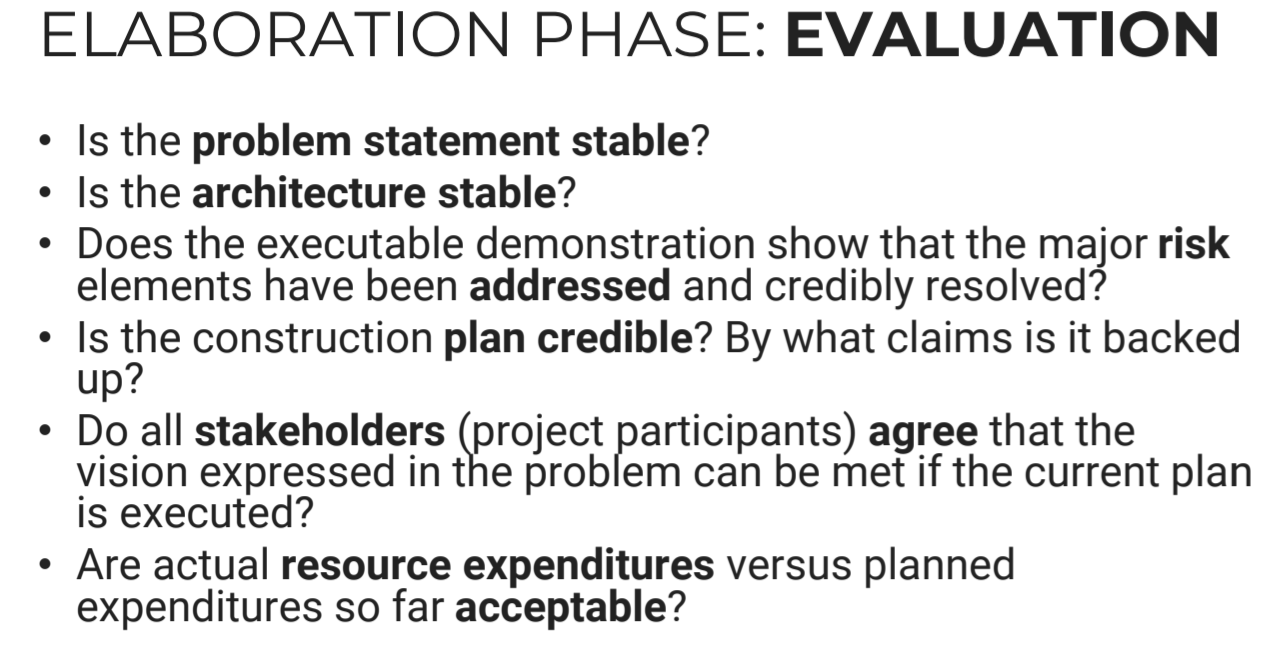 ELABORATION PHASE: EVALUATION
• Is the problem statement stable?
• Is the architecture stable?
• Does the executable demonstration show that the major risk
elements have been addressed and credibly resolved?
• Is the construction plan credible? By what claims is it backed
up?
• Do all stakeholders (project participants) agree that the
vision expressed in the problem can be met if the current plan
is executed?
• Are actual resource expenditures versus planned
expenditures so far acceptable?